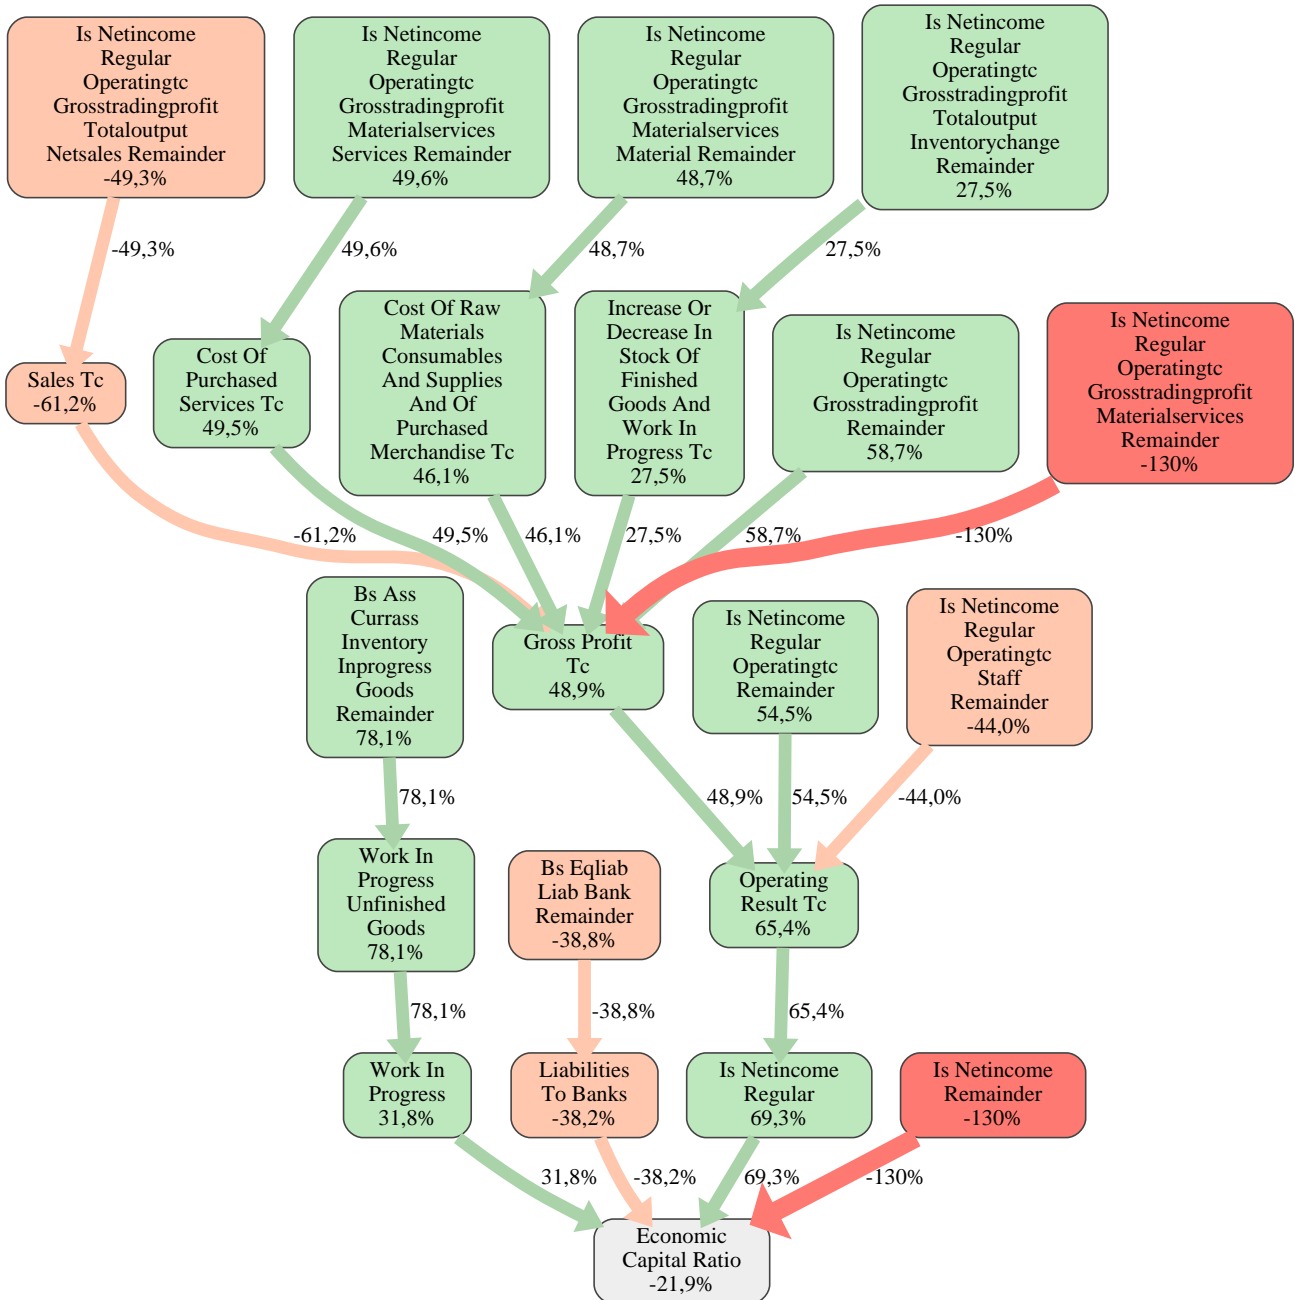 Is Netincome
Regular
Operatingtc
Grosstradingprofit
Totaloutput
Netsales Remainder
-49,3%
Is Netincome
Regular
Operatingtc
Grosstradingprofit
Materialservices
Services Remainder
49,6%
Is Netincome
Regular
Operatingtc
Grosstradingprofit
Materialservices
Material Remainder
48,7%
Is Netincome
Regular
Operatingtc
Grosstradingprofit
Totaloutput
Inventorychange
Remainder
27,5%
-49,3%
49,6%
48,7%
27,5%
Sales Tc
-61,2%
Cost Of
Purchased
Services Tc
49,5%
Cost Of Raw
Materials
Consumables
And Supplies
And Of
Purchased
Merchandise Tc
46,1%
Increase Or
Decrease In
Stock Of
Finished
Goods And
Work In
Progress Tc
27,5%
Is Netincome
Regular
Operatingtc
Grosstradingprofit
Remainder
58,7%
Is Netincome
Regular
Operatingtc
Grosstradingprofit
Materialservices
Remainder
-130%
-61,2%
49,5%
46,1%
27,5%
58,7%
-130%
Bs Ass
Currass
Inventory
Inprogress
Goods
Remainder
78,1%
Gross Profit
Tc
48,9%
Is Netincome
Regular
Operatingtc
Remainder
54,5%
Is Netincome
Regular
Operatingtc
Staff
Remainder
-44,0%
78,1%
48,9%
54,5%
-44,0%
Work In
Progress
Unfinished
Goods
78,1%
Bs Eqliab
Liab Bank
Remainder
-38,8%
Operating
Result Tc
65,4%
78,1%
-38,8%
65,4%
Work In
Progress
31,8%
Liabilities
To Banks
-38,2%
Is Netincome
Regular
69,3%
Is Netincome
Remainder
-130%
31,8%
-38,2%
69,3%
-130%
Economic
Capital Ratio
-21,9%